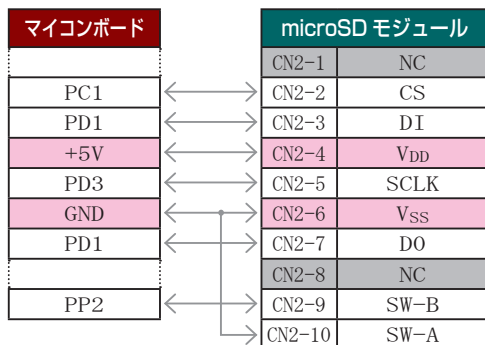 マイコンボード microSD モジュール
CN2-1 NC
PC1 CN2-2 CS
PD1 CN2-3 DI
+5V CN2-4 VDD
PD3 CN2-5 SCLK
GND CN2-6 VSS
PD1 CN2-7 DO
CN2-8 NC
PP2 CN2-9 SW-B
CN2-10 SW-A